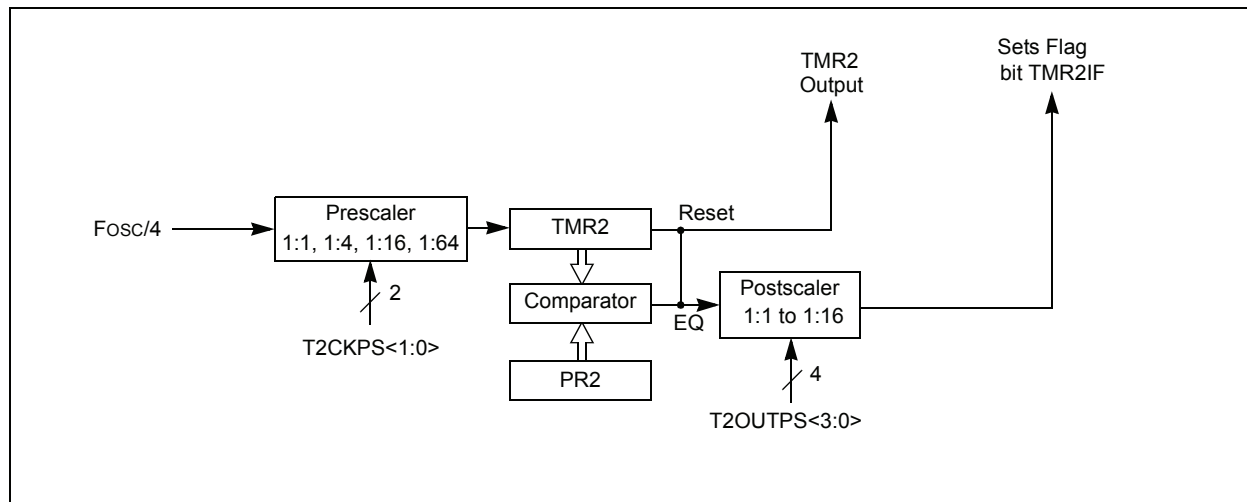 TMR2
Output
Sets Flag
bit TMR2IF
FOSC/4
Prescaler
1:1, 1:4, 1:16, 1:64
2
T2CKPS<1:0>
TMR2
Reset
Comparator
EQ
PR2
Postscaler
1:1 to 1:16
4
T2OUTPS<3:0>